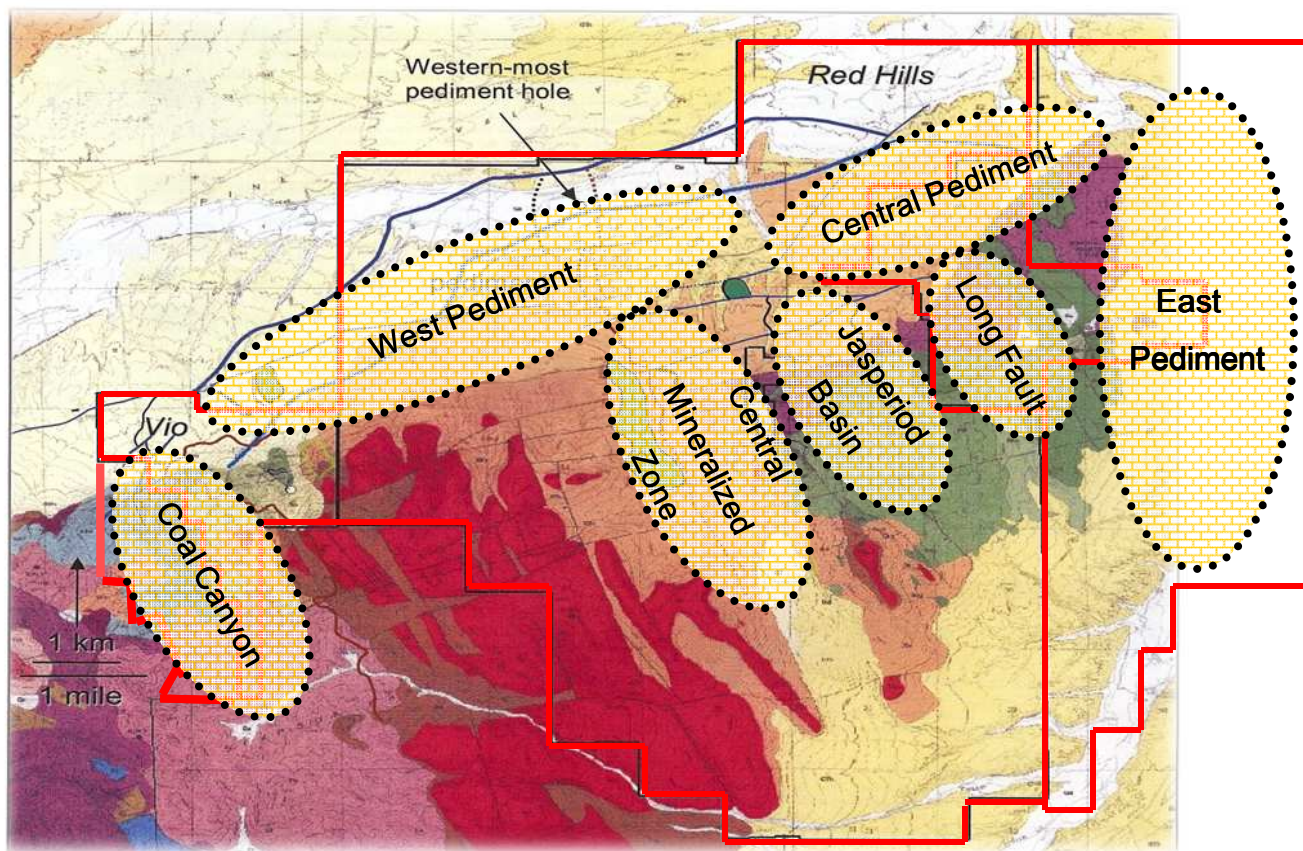 Western-most
pediment hole
Red Hills
Central Pediment
West Pediment
East
Pediment
Long Fault
Jasperiod
Basin
Central
Mineralized
Zone
Vio
Coal Canyon
1 km
1 mile